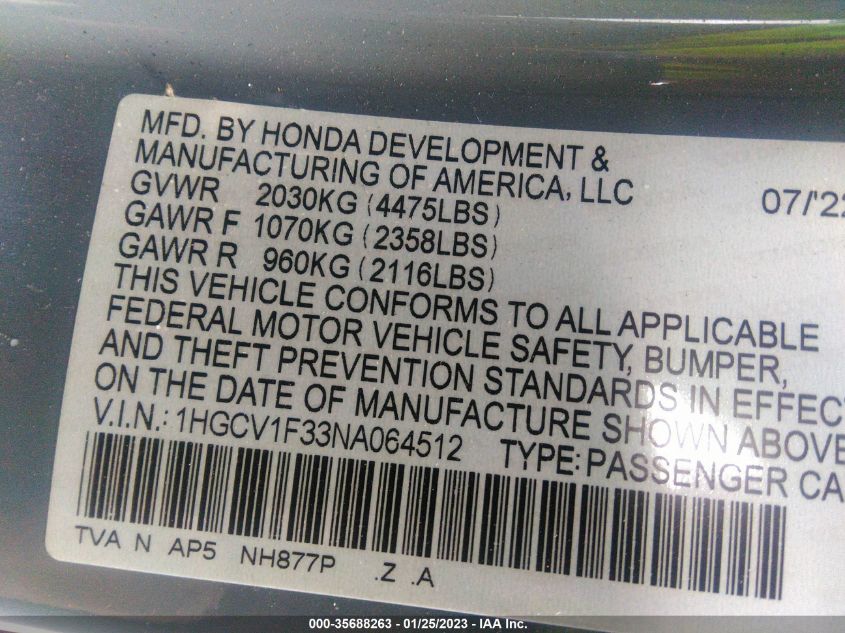 MFD. BY HONDA DEVELOPMENT &
MANUFACTURING OF AMERICA, LLC
GVWR 2030KG (4475LBS) 07/'22
GAWR F 1070KG (2358LBS)
GAWR R 960KG (2116LBS)
THIS VEHICLE CONFORMS TO ALL APPLICABLE
FEDERAL MOTOR VEHICLE SAFETY, BUMPER,
AND THEFT PREVENTION STANDARDS IN EFFECT
ON THE DATE OF MANUFACTURE SHOWN ABOVE
V.I.N.: 1HGCV1F33NA064512 TYPE: PASSENGER CA
TVA N AP5 NH877P .Z .A
000-35688263 - 01/25/2023 - IAA Inc.